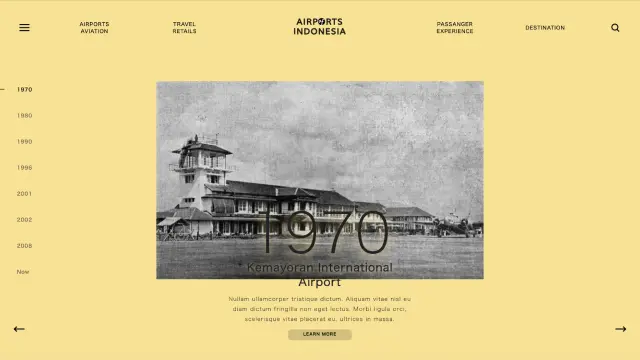 AIRPORTS
AVIATION
TRAVEL
RETAILS
AIRPORTS
INDONESIA
PASSANGER
EXPERIENCE
DESTINATION
1970
1980
1990
1996
2001
2002
2008
Now
1970
Kemayoran International
Airport
Nullam ullamcorper tristique dictum. Aliquam vitae nisl eu
diam dictum fringilla non eget lectus. Morbi ligula orci,
scelerisque vitae placerat eu, ultrices in massa.
LEARN MORE